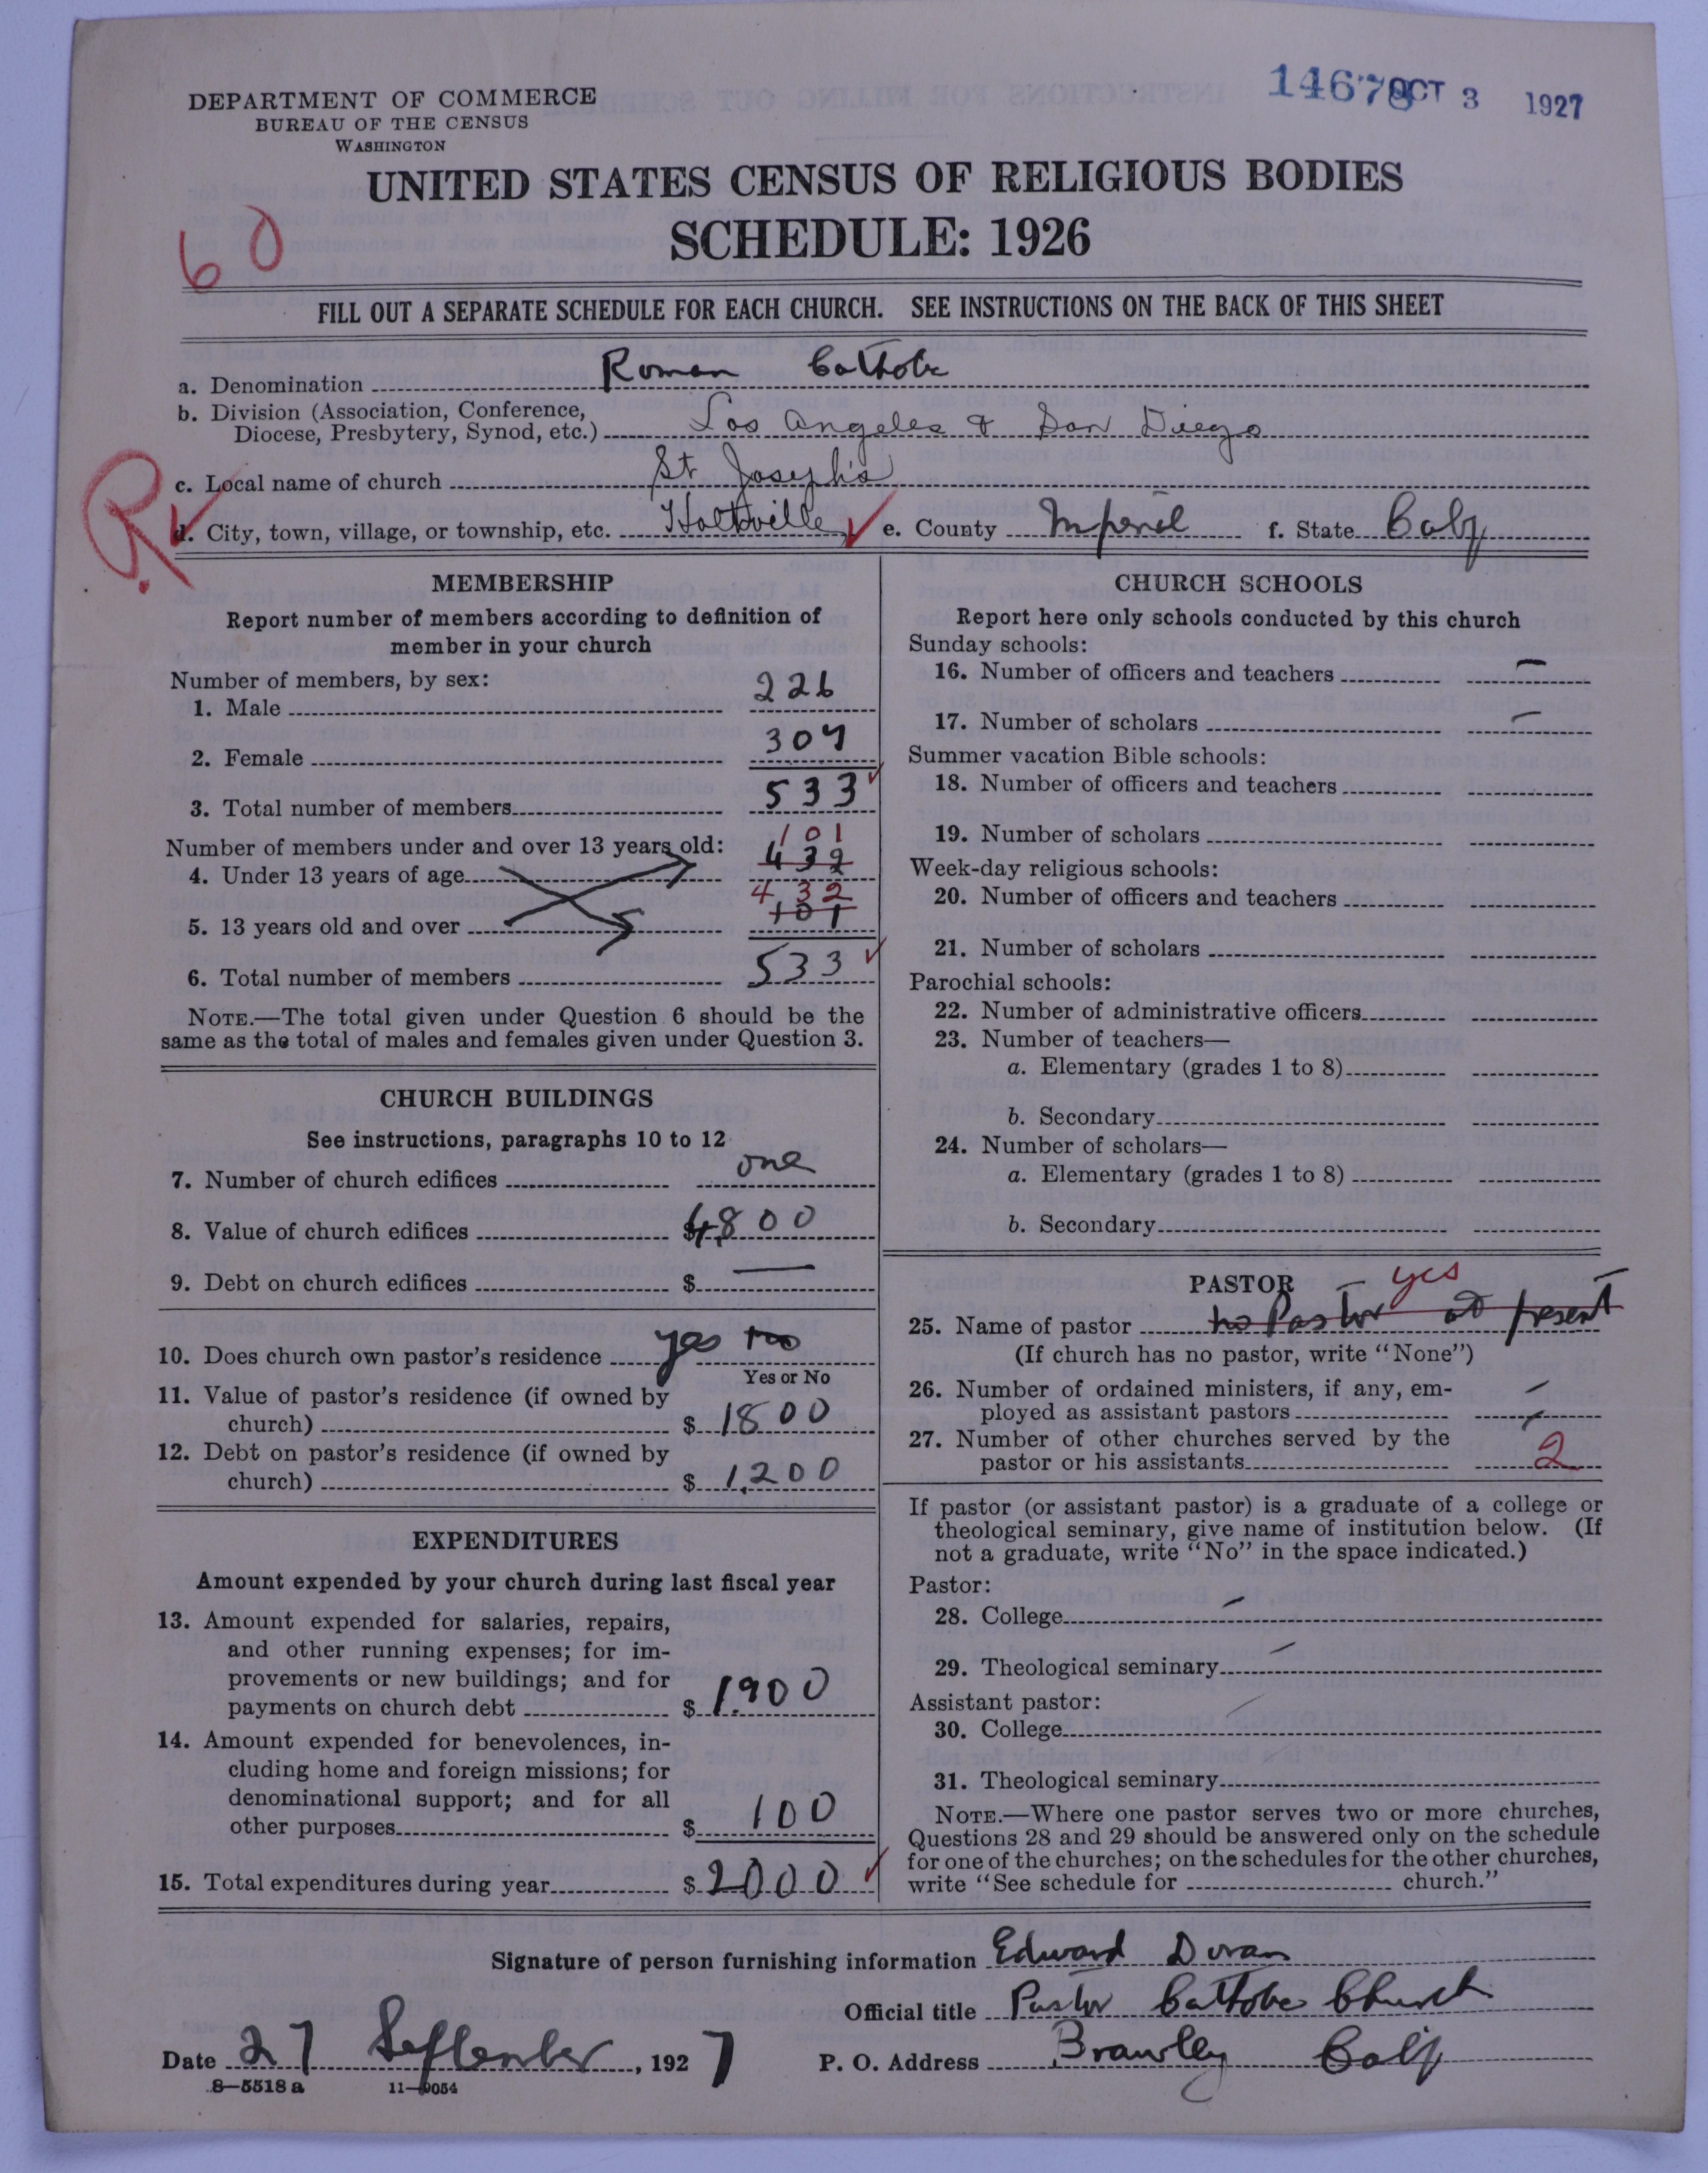 14678 OCT 3 1927
DEPARTMENT OF COMMERCE
BUREAU OF THE CENSUS
WASHINGTON
UNITED STATES CENSUS OF RELIGIOUS BODIES
SCHEDULE: 1926
60
FILL OUT A SEPARATE SCHEDULE FOR EACH CHURCH. SEE INSTRUCTIONS ON THE BACK OF THIS SHEET
a. Denomination Roman Catholic
b. Division (Association, Conference,
Diocese, Presbytery, Synod, etc.) Los Angeles & San Diego
c. Local name of church St Joseph's
R.
d. City, town, village, or township, etc. Holtville e. County Imperial f. State Calif
MEMBERSHIP
Report number of members according to definition of
member in your church
Number of members, by sex:
1. Male 226
2. Female 307
3. Total number of members 533
Number of members under and over 13 years old: 101
4. Under 13 years of age 432
432
5. 13 years old and over 101
6. Total number of members 533
NOTE.—The total given under Question 6 should be the
same as the total of males and females given under Question 3.
CHURCH BUILDINGS
See instructions, paragraphs 10 to 12
7. Number of church edifices one
8. Value of church edifices $4800
9. Debt on church edifices $ —
10. Does church own pastor's residence yes no
Yes or No
11. Value of pastor's residence (if owned by
church) $ 1800
12. Debt on pastor's residence (if owned by
church) $ 1,200
EXPENDITURES
Amount expended by your church during last fiscal year
13. Amount expended for salaries, repairs,
and other running expenses; for im-
provements or new buildings; and for
payments on church debt $ 1,900
14. Amount expended for benevolences, in-
cluding home and foreign missions; for
denominational support; and for all
other purposes $ 100
15. Total expenditures during year $ 2000
CHURCH SCHOOLS
Report here only schools conducted by this church
Sunday schools:
16. Number of officers and teachers —
17. Number of scholars —
Summer vacation Bible schools:
18. Number of officers and teachers
19. Number of scholars
Week-day religious schools:
20. Number of officers and teachers
21. Number of scholars
Parochial schools:
22. Number of administrative officers
23. Number of teachers—
a. Elementary (grades 1 to 8)
b. Secondary
24. Number of scholars—
a. Elementary (grades 1 to 8)
b. Secondary
PASTOR yes
25. Name of pastor no Pastor at present
(If church has no pastor, write "None")
26. Number of ordained ministers, if any, em-
ployed as assistant pastors —
27. Number of other churches served by the
pastor or his assistants 2
If pastor (or assistant pastor) is a graduate of a college or
theological seminary, give name of institution below. (If
not a graduate, write "No" in the space indicated.)
Pastor:
28. College —
29. Theological seminary —
Assistant pastor:
30. College —
31. Theological seminary
NOTE.—Where one pastor serves two or more churches,
Questions 28 and 29 should be answered only on the schedule
for one of the churches; on the schedules for the other churches,
write "See schedule for church."
Signature of person furnishing information Edward Doran
Official title Pastor Catholic Church
Date 27 September, 1927 P. O. Address Brawley Calif
8—5518 a 11—9054